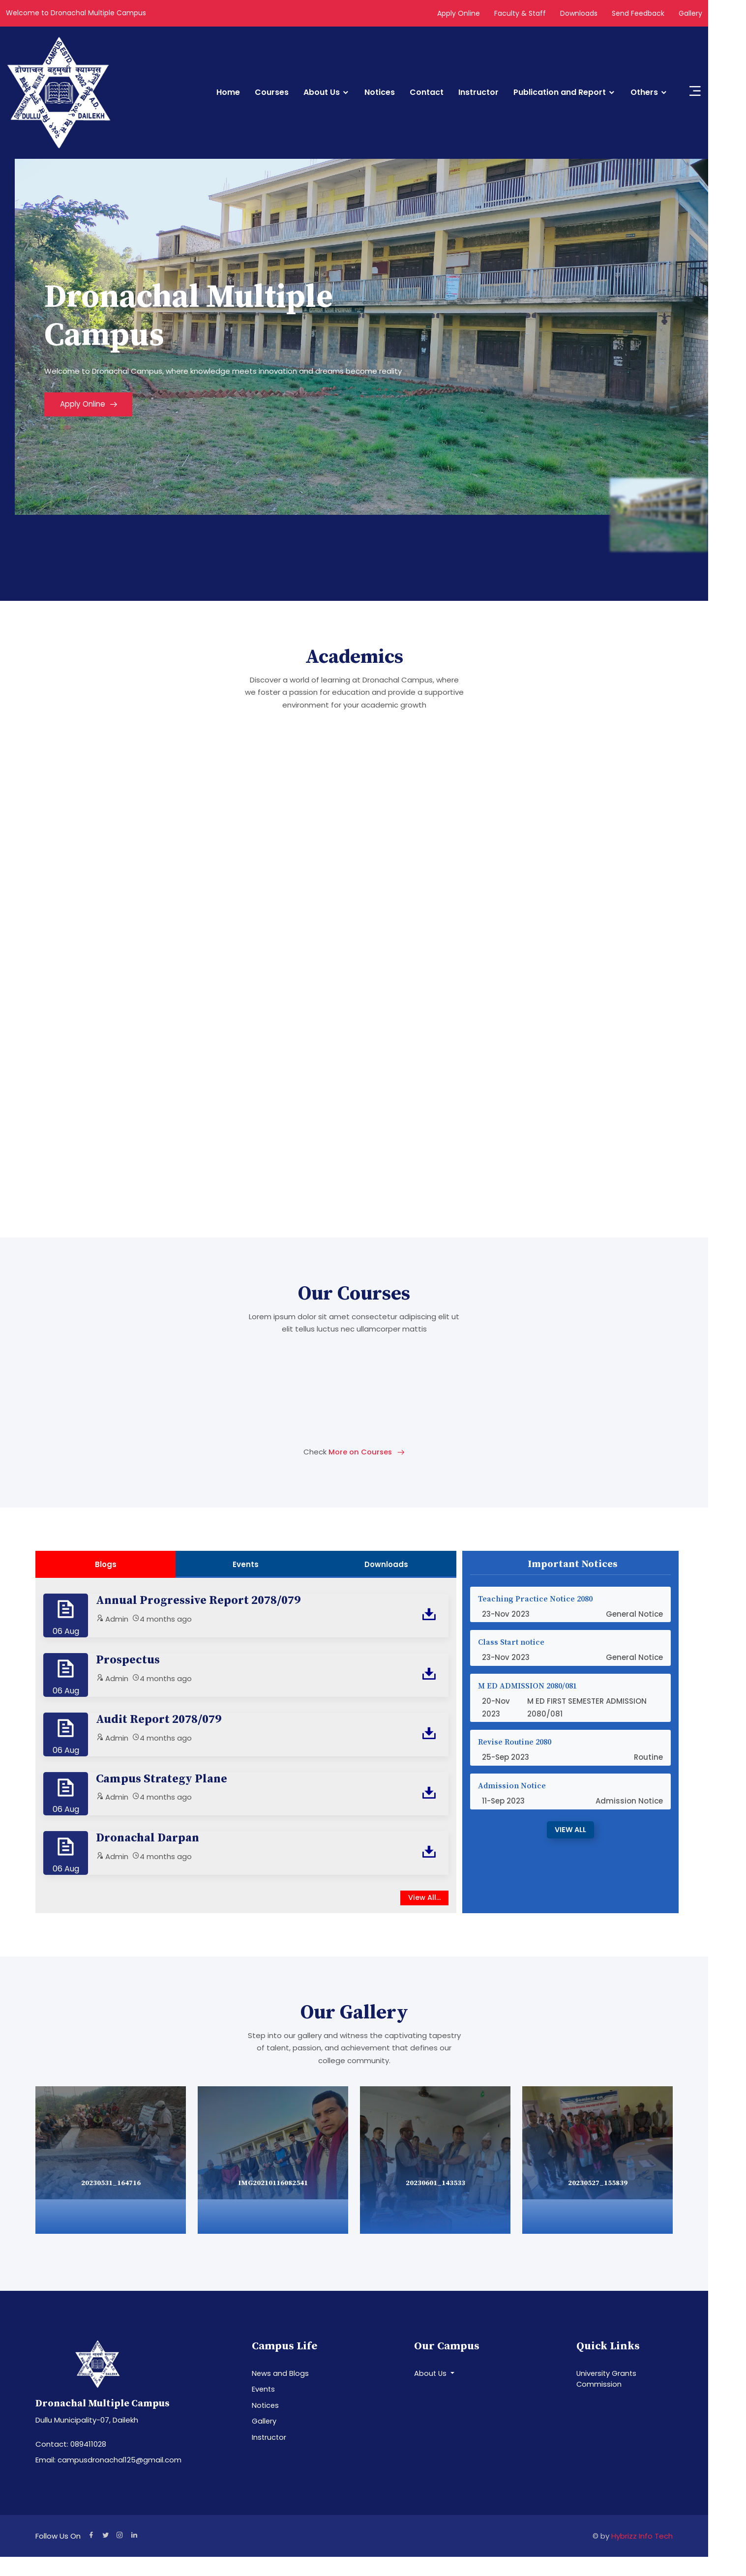 Welcome to Dronachal Multiple Campus
Apply Online
Faculty & Staff
Downloads
Send Feedback
Gallery
DULLU
DAILEKH
Home
Courses
About Us
Notices
Contact
Instructor
Publication and Report
Others
Dronachal Multiple
Campus
Welcome to Dronachal Campus, where knowledge meets innovation and dreams become reality
Apply Online
Academics
Discover a world of learning at Dronachal Campus, where
we foster a passion for education and provide a supportive
environment for your academic growth
Our Courses
Lorem ipsum dolor sit amet consectetur adipiscing elit ut
elit tellus luctus nec ullamcorper mattis
Check More on Courses
Blogs
Events
Downloads
Annual Progressive Report 2078/079
Admin 4 months ago
06 Aug
Prospectus
Admin 4 months ago
06 Aug
Audit Report 2078/079
Admin 4 months ago
06 Aug
Campus Strategy Plane
Admin 4 months ago
06 Aug
Dronachal Darpan
Admin 4 months ago
06 Aug
View All...
Important Notices
Teaching Practice Notice 2080
23-Nov 2023 General Notice
Class Start notice
23-Nov 2023 General Notice
M ED ADMISSION 2080/081
20-Nov 2023
M ED FIRST SEMESTER ADMISSION
2080/081
Revise Routine 2080
25-Sep 2023 Routine
Admission Notice
11-Sep 2023 Admission Notice
VIEW ALL
Our Gallery
Step into our gallery and witness the captivating tapestry
of talent, passion, and achievement that defines our
college community.
20230531_164716
IMG20210116082541
20230601_143533
20230527_155839
Dronachal Multiple Campus
Dullu Municipality-07, Dailekh
Contact: 089411028
Email: campusdronachal125@gmail.com
Campus Life
News and Blogs
Events
Notices
Gallery
Instructor
Our Campus
About Us
Quick Links
University Grants
Commission
Follow Us On
© by Hybrizz Info Tech